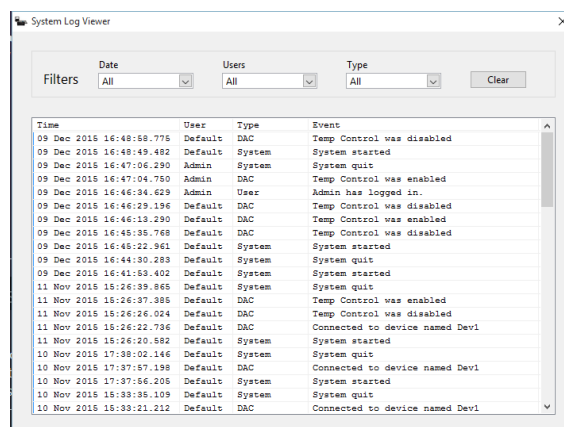 System Log Viewer
Date Users Type
Filters All All All Clear
Time User Type Event
09 Dec 2015 16:48:58.775 Default DAC Temp Control was disabled
09 Dec 2015 16:48:49.482 Default System System started
09 Dec 2015 16:47:06.290 Admin System System quit
09 Dec 2015 16:47:04.750 Admin DAC Temp Control was enabled
09 Dec 2015 16:46:34.629 Admin User Admin has logged in.
09 Dec 2015 16:46:29.196 Default DAC Temp Control was disabled
09 Dec 2015 16:46:13.290 Default DAC Temp Control was enabled
09 Dec 2015 16:45:35.768 Default DAC Temp Control was disabled
09 Dec 2015 16:45:22.961 Default System System started
09 Dec 2015 16:44:30.283 Default System System quit
09 Dec 2015 16:41:53.402 Default System System started
11 Nov 2015 15:26:39.865 Default System System quit
11 Nov 2015 15:26:37.385 Default DAC Temp Control was enabled
11 Nov 2015 15:26:26.024 Default DAC Temp Control was disabled
11 Nov 2015 15:26:22.736 Default DAC Connected to device named Dev1
11 Nov 2015 15:26:20.582 Default System System started
10 Nov 2015 17:38:02.146 Default System System quit
10 Nov 2015 17:37:57.198 Default DAC Connected to device named Dev1
10 Nov 2015 17:37:56.205 Default System System started
10 Nov 2015 15:33:35.109 Default System System quit
10 Nov 2015 15:33:21.212 Default DAC Connected to device named Dev1